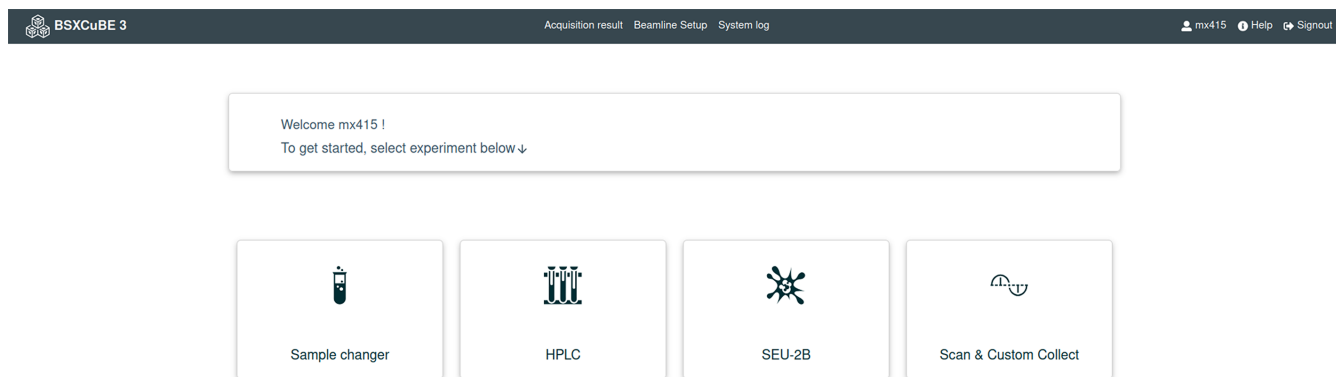 BSXCuBE 3 Acquisition result Beamline Setup System log mx415 Help Signout
Welcome mx415 !
To get started, select experiment below
Sample changer HPLC SEU-2B Scan & Custom Collect